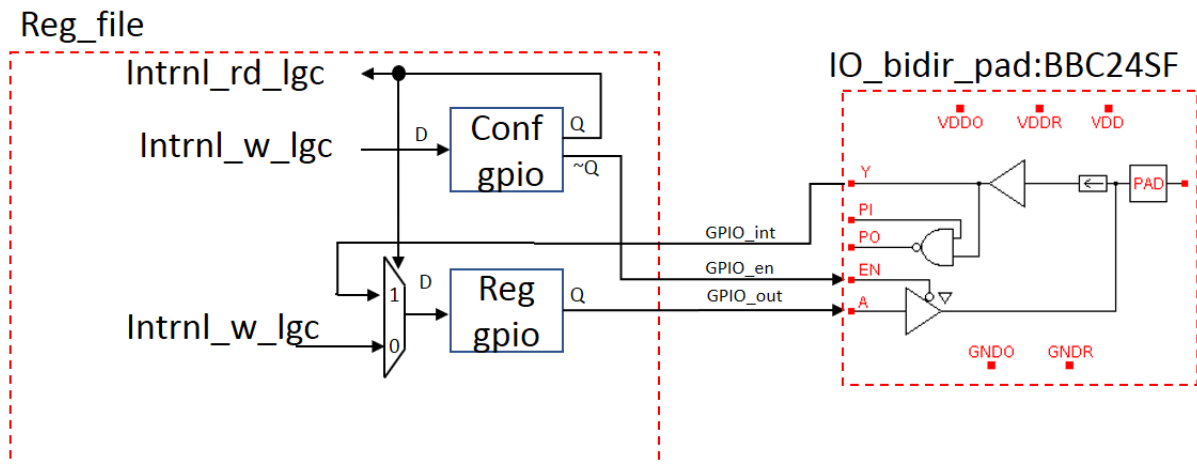 Reg_file
IO_bidir_pad:BBC24SF
Intrnl_rd_lgc
Intrnl_w_lgc
D
Conf
gpio
Q
~Q
VDDO
VDDR
VDD
Y
PAD
PI
PO
GPIO_int
EN
GPIO_en
A
GPIO_out
D
Reg
gpio
Q
1
0
Intrnl_w_lgc
GNDO
GNDR